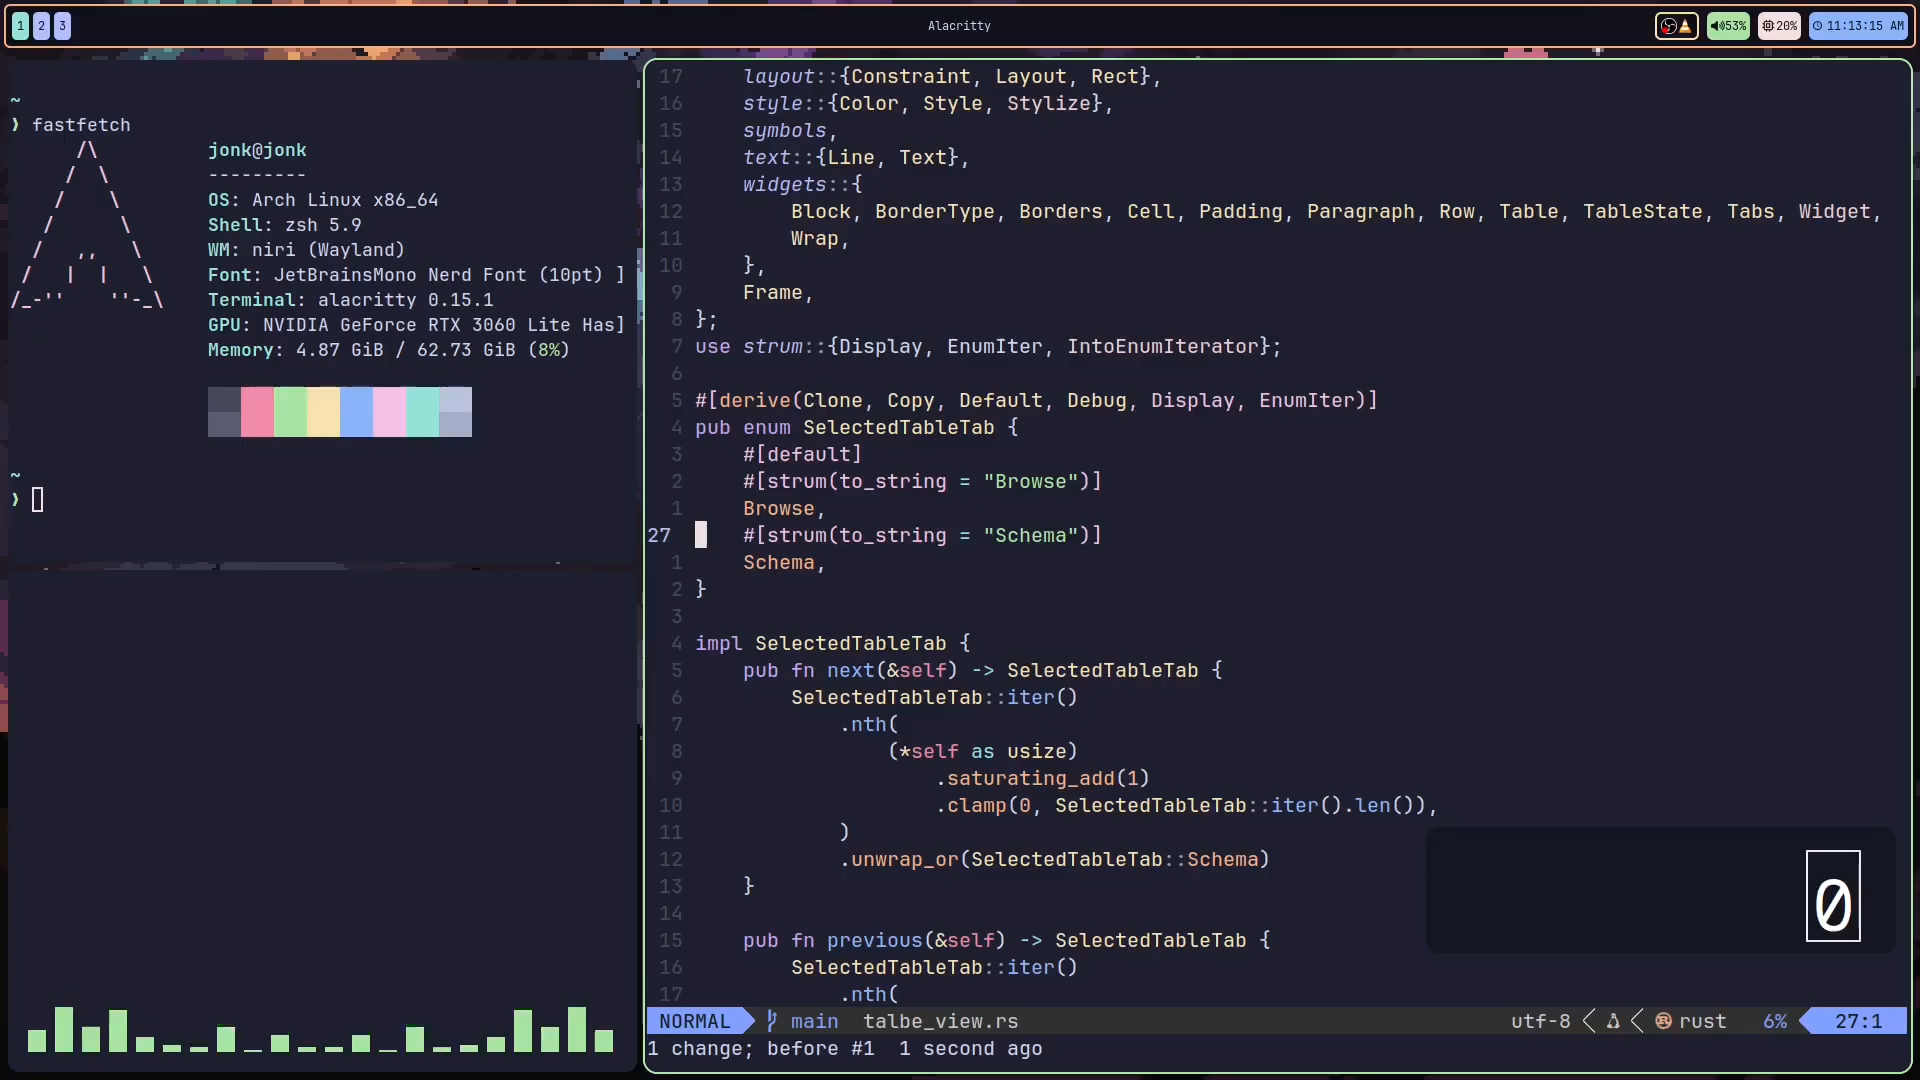 1 2 3
Alacritty
53%
20%
11:13:15 AM
~
❯ fastfetch
/\
/ \
/ \
/ \
/ ,, \
/ | | \
/_-'' ''-_\
jonk@jonk
---------
OS: Arch Linux x86_64
Shell: zsh 5.9
WM: niri (Wayland)
Font: JetBrainsMono Nerd Font (10pt) ]
Terminal: alacritty 0.15.1
GPU: NVIDIA GeForce RTX 3060 Lite Has]
Memory: 4.87 GiB / 62.73 GiB (8%)
~
❯
17 layout::{Constraint, Layout, Rect},
16 style::{Color, Style, Stylize},
15 symbols,
14 text::{Line, Text},
13 widgets::{
12 Block, BorderType, Borders, Cell, Padding, Paragraph, Row, Table, TableState, Tabs, Widget,
11 Wrap,
10 },
9 Frame,
8 };
7 use strum::{Display, EnumIter, IntoEnumIterator};
6
5 #[derive(Clone, Copy, Default, Debug, Display, EnumIter)]
4 pub enum SelectedTableTab {
3 #[default]
2 #[strum(to_string = "Browse")]
1 Browse,
27 #[strum(to_string = "Schema")]
1 Schema,
2 }
3
4 impl SelectedTableTab {
5 pub fn next(&self) -> SelectedTableTab {
6 SelectedTableTab::iter()
7 .nth(
8 (*self as usize)
9 .saturating_add(1)
10 .clamp(0, SelectedTableTab::iter().len()),
11 )
12 .unwrap_or(SelectedTableTab::Schema)
13 }
14
15 pub fn previous(&self) -> SelectedTableTab {
16 SelectedTableTab::iter()
17 .nth(
0
NORMAL main talbe_view.rs utf-8 rust 6% 27:1
1 change; before #1 1 second ago